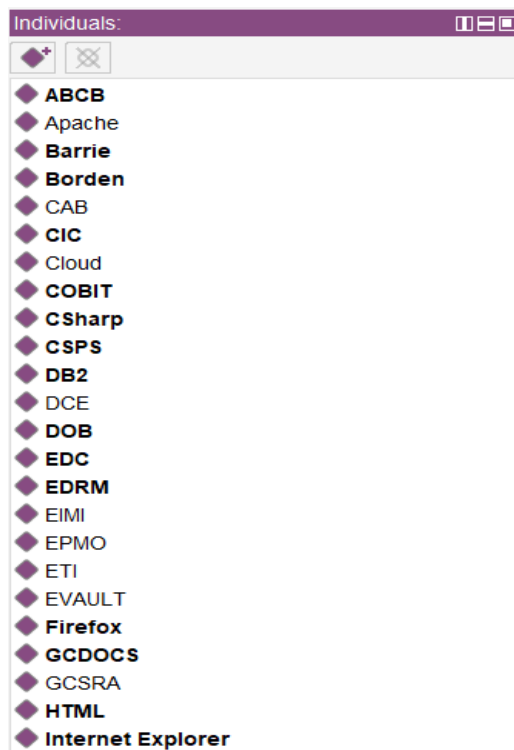 Individuals:
ABCB
Apache
Barrie
Borden
CAB
CIC
Cloud
COBIT
CSharp
CSPS
DB2
DCE
DOB
EDC
EDRM
EIMI
EPMO
ETI
EVAULT
Firefox
GCDOCS
GCSRA
HTML
Internet Explorer